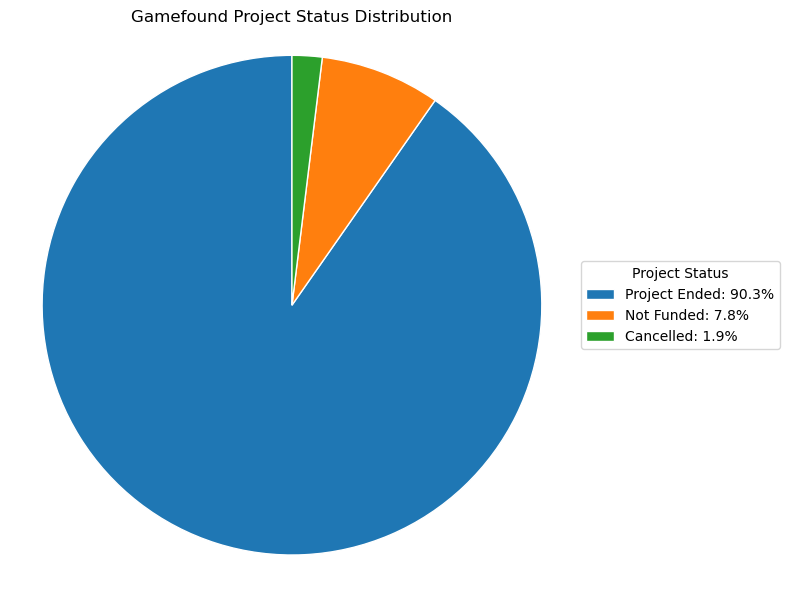 Gamefound Project Status Distribution
Project Status
Project Ended: 90.3%
Not Funded: 7.8%
Cancelled: 1.9%